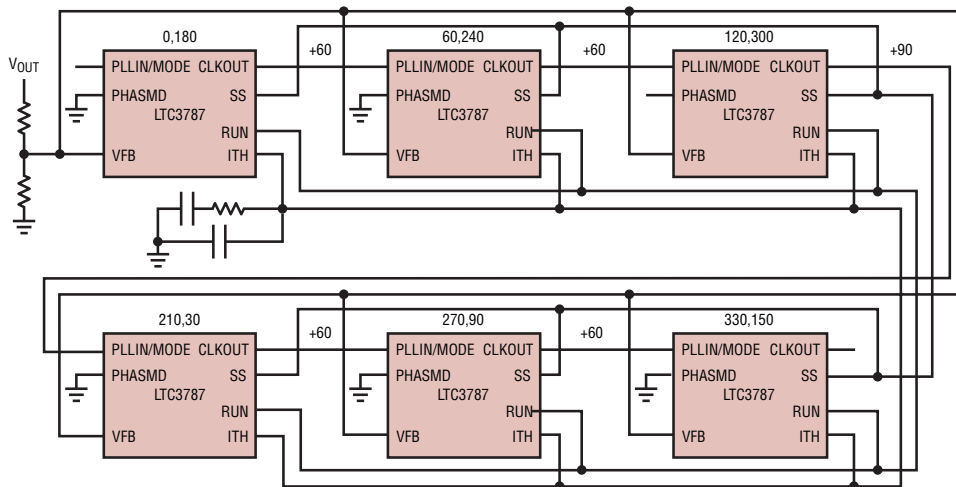 0,180
+60
60,240
+60
120,300
+90
VOUT
PLLIN/MODE CLKOUT
PHASMD SS
LTC3787
RUN
VFB ITH
PLLIN/MODE CLKOUT
PHASMD SS
LTC3787
RUN
VFB ITH
PLLIN/MODE CLKOUT
PHASMD SS
LTC3787
RUN
VFB ITH
210,30
+60
270,90
+60
330,150
PLLIN/MODE CLKOUT
PHASMD SS
LTC3787
RUN
VFB ITH
PLLIN/MODE CLKOUT
PHASMD SS
LTC3787
RUN
VFB ITH
PLLIN/MODE CLKOUT
PHASMD SS
LTC3787
RUN
VFB ITH